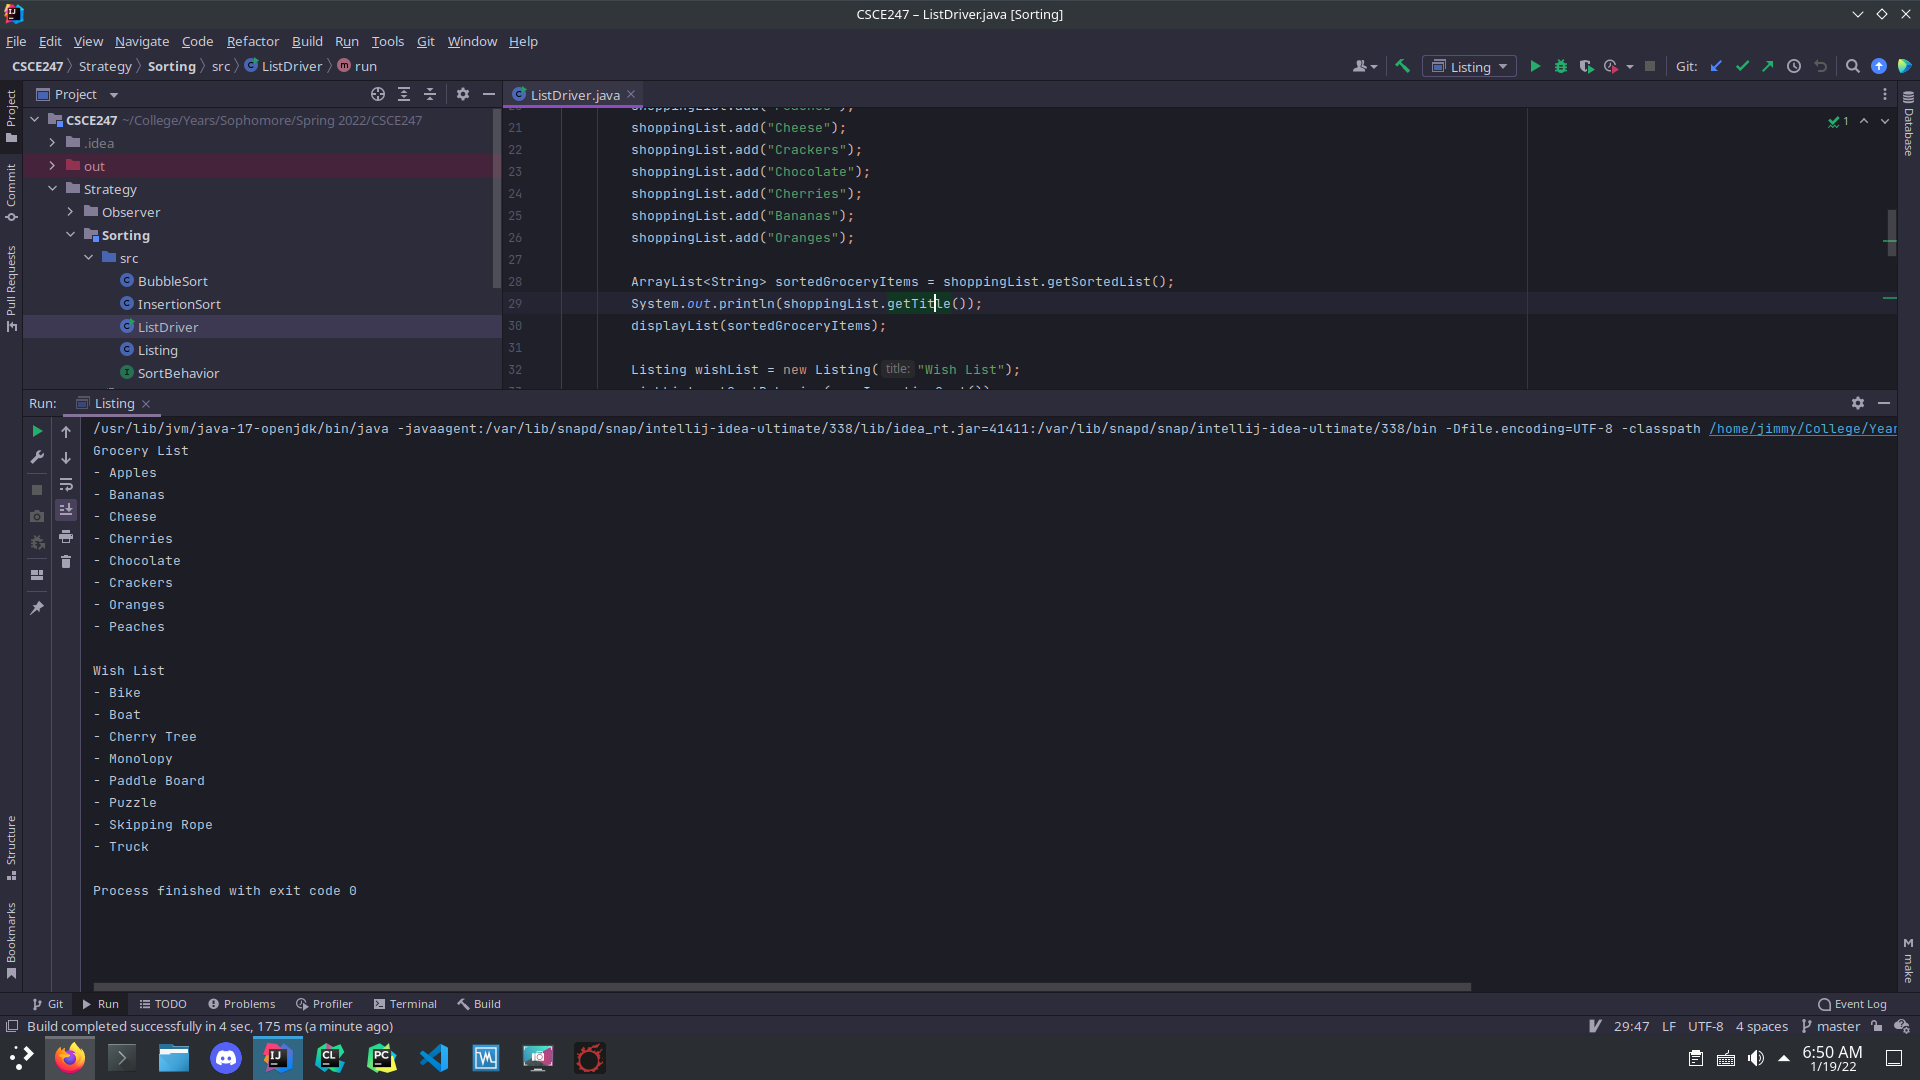 CSCE247 – ListDriver.java [Sorting]
File Edit View Navigate Code Refactor Build Run Tools Git Window Help
CSCE247 Strategy Sorting src ListDriver run
Listing
Git:
Project
ListDriver.java
CSCE247 ~/College/Years/Sophomore/Spring 2022/CSCE247
.idea
out
Strategy
Observer
Sorting
src
BubbleSort
InsertionSort
ListDriver
Listing
SortBehavior
21 shoppingList.add("Cheese");
22 shoppingList.add("Crackers");
23 shoppingList.add("Chocolate");
24 shoppingList.add("Cherries");
25 shoppingList.add("Bananas");
26 shoppingList.add("Oranges");
27
28 ArrayList<String> sortedGroceryItems = shoppingList.getSortedList();
29 System.out.println(shoppingList.getTitle());
30 displayList(sortedGroceryItems);
31
32 Listing wishList = new Listing( title: "Wish List");
1
Project
Commit
Pull Requests
Structure
Bookmarks
Database
make
Run: Listing
/usr/lib/jvm/java-17-openjdk/bin/java -javaagent:/var/lib/snapd/snap/intellij-idea-ultimate/338/lib/idea_rt.jar=41411:/var/lib/snapd/snap/intellij-idea-ultimate/338/bin -Dfile.encoding=UTF-8 -classpath /home/jimmy/College/Year
Grocery List
- Apples
- Bananas
- Cheese
- Cherries
- Chocolate
- Crackers
- Oranges
- Peaches
Wish List
- Bike
- Boat
- Cherry Tree
- Monolopy
- Paddle Board
- Puzzle
- Skipping Rope
- Truck
Process finished with exit code 0
Git Run TODO Problems Profiler Terminal Build
Event Log
Build completed successfully in 4 sec, 175 ms (a minute ago)
29:47 LF UTF-8 4 spaces master
6:50 AM
1/19/22